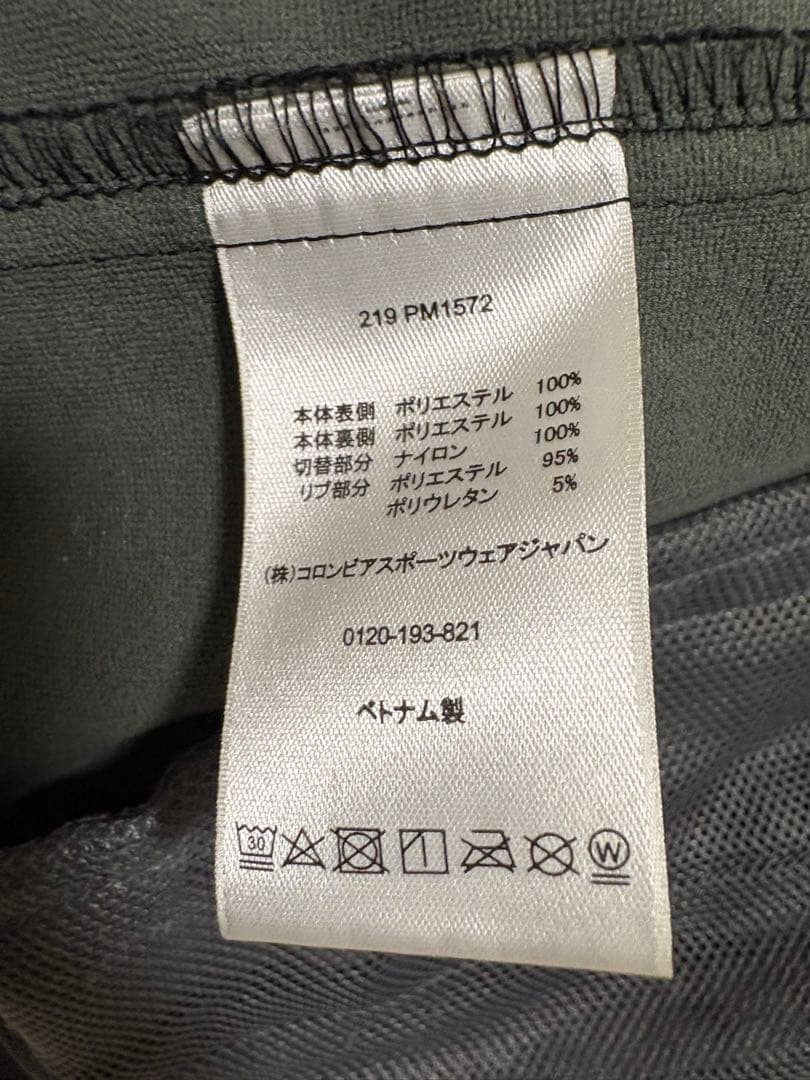 219 PM1572
本体表側 ポリエステル 100%
本体裏側 ポリエステル 100%
切替部分 ナイロン 100%
リブ部分 ポリエステル 95%
ポリウレタン 5%
(株)コロンビアスポーツウェアジャパン
0120-193-821
ベトナム製
30 W